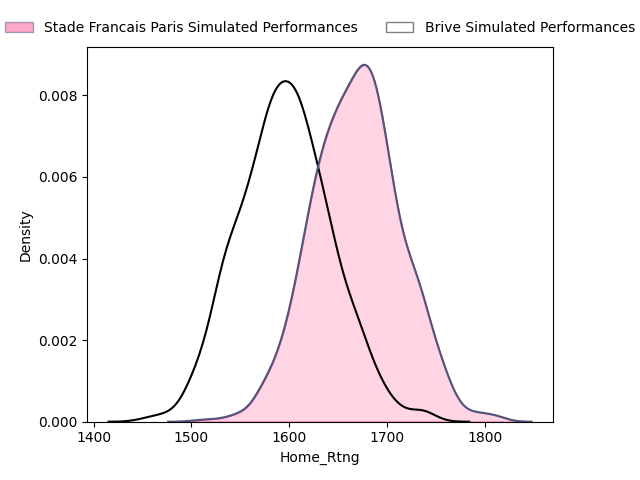 Stade Francais Paris Simulated Performances Brive Simulated Performances
0.008
0.006
0.004
0.002
0.000
Density
1400 1500 1600 1700 1800
Home_Rtng